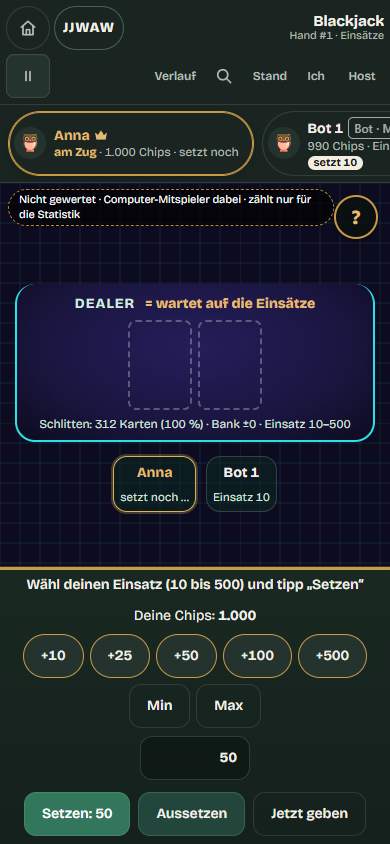 JJWAW
Blackjack
Hand #1 · Einsätze
Verlauf
Stand
Ich
Host
Anna
am Zug · 1.000 Chips · setzt noch
Bot 1
Bot · M
990 Chips · Ein
setzt 10
Nicht gewertet · Computer-Mitspieler dabei · zählt nur für
die Statistik
?
DEALER = wartet auf die Einsätze
Schlitten: 312 Karten (100 %) · Bank ±0 · Einsatz 10–500
Anna
setzt noch ...
Bot 1
Einsatz 10
Wähl deinen Einsatz (10 bis 500) und tipp „Setzen“
Deine Chips: 1.000
+10
+25
+50
+100
+500
Min
Max
50
Setzen: 50
Aussetzen
Jetzt geben